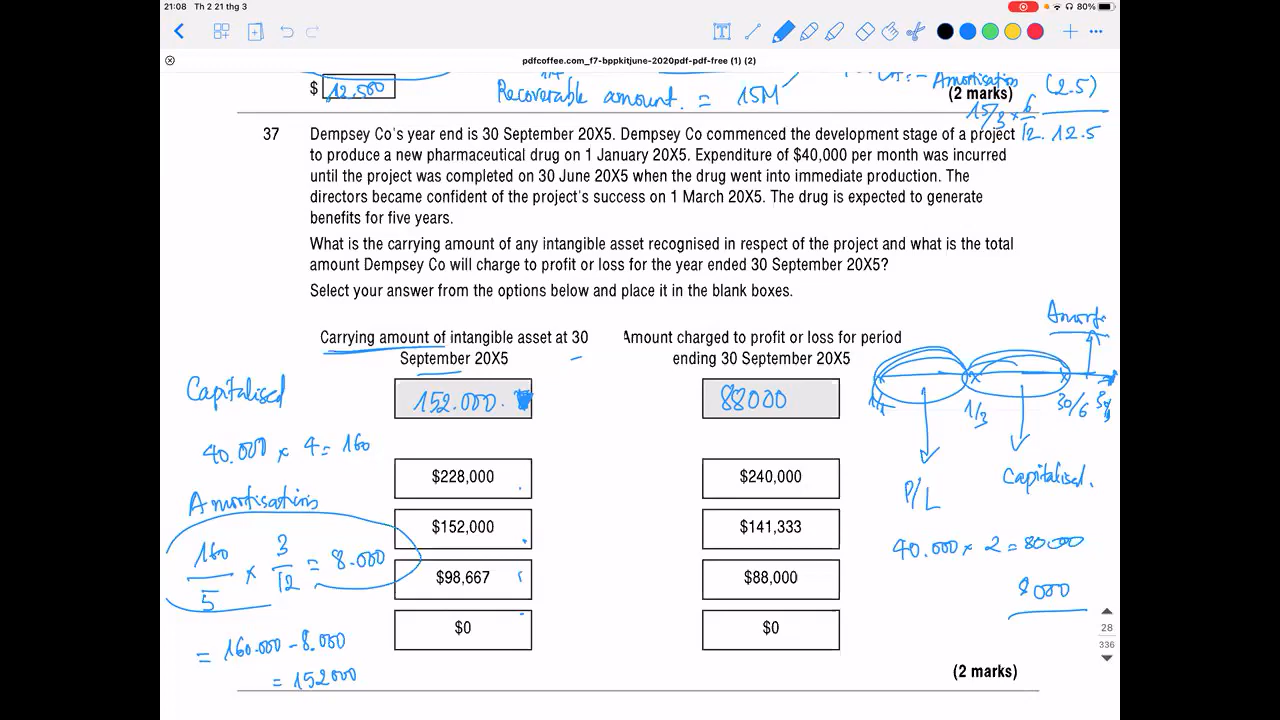 21:08 Th 2 21 thg 3
80%
pdfcoffee.com_f7-bppkitjune-2020pdf-pdf-free (1) (2)
$ 12.500
Recoverable amount = 15M
Amortisation (2.5)
(2 marks)
15/3 x 6/12
12.5
37 Dempsey Co's year end is 30 September 20X5. Dempsey Co commenced the development stage of a project
to produce a new pharmaceutical drug on 1 January 20X5. Expenditure of $40,000 per month was incurred
until the project was completed on 30 June 20X5 when the drug went into immediate production. The
directors became confident of the project's success on 1 March 20X5. The drug is expected to generate
benefits for five years.
What is the carrying amount of any intangible asset recognised in respect of the project and what is the total
amount Dempsey Co will charge to profit or loss for the year ended 30 September 20X5?
Select your answer from the options below and place it in the blank boxes.
Carrying amount of intangible asset at 30
September 20X5
Amount charged to profit or loss for period
ending 30 September 20X5
152.000
88000
$228,000
$240,000
$152,000
$141,333
$98,667
$88,000
$0
$0
Capitalised
40.000 x 4 = 160
Amortisations
160/5 x 3/12 = 8.000
= 160.000 - 8.000
= 152000
1/1
1/3
30/6
P/L
Capitalised.
40.000 x 2 = 80000
8000
28
336
(2 marks)